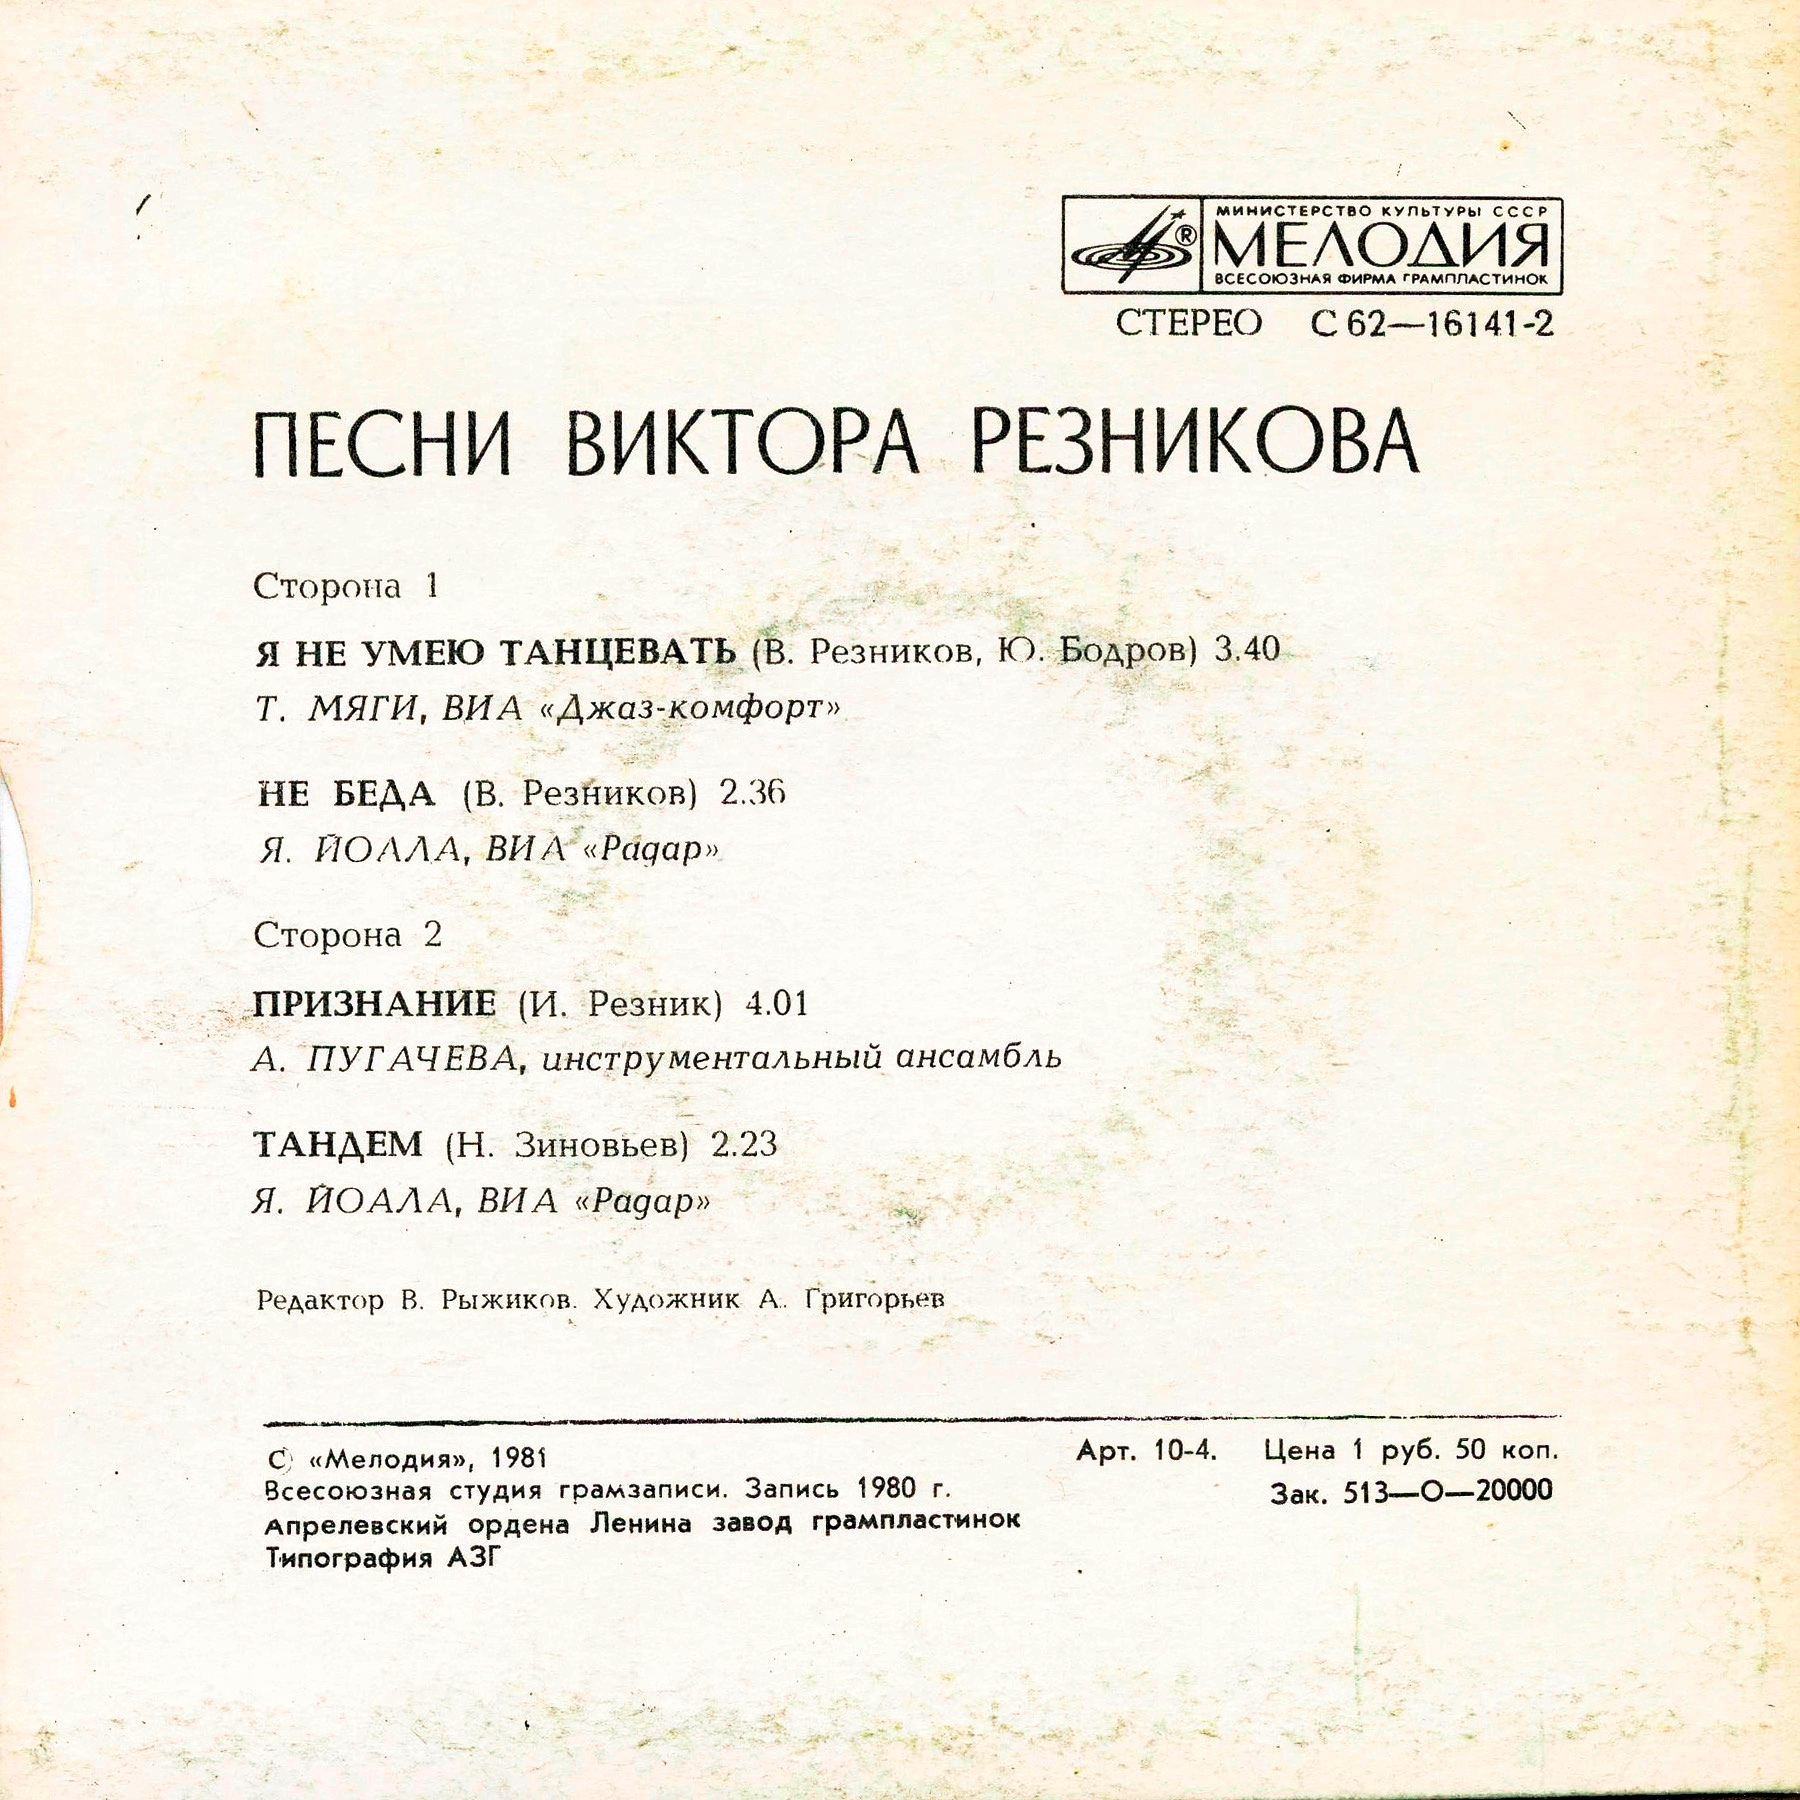 МИНИСТЕРСТВО КУЛЬТУРЫ СССР
МЕЛОДИЯ
ВСЕСОЮЗНАЯ ФИРМА ГРАМПЛАСТИНОК
СТЕРЕО С 62—16141-2
ПЕСНИ ВИКТОРА РЕЗНИКОВА
Сторона 1
Я НЕ УМЕЮ ТАНЦЕВАТЬ (В. Резников, Ю. Бодров) 3.40
Т. МЯГИ, ВИА «Джаз-комфорт»
НЕ БЕДА (В. Резников) 2.36
Я. ЙОАЛЛА, ВИА «Радар»
Сторона 2
ПРИЗНАНИЕ (И. Резник) 4.01
А. ПУГАЧЕВА, инструментальный ансамбль
ТАНДЕМ (Н. Зиновьев) 2.23
Я. ЙОАЛА, ВИА «Радар»
Редактор В. Рыжиков. Художник А. Григорьев
© «Мелодия», 1981
Всесоюзная студия грамзаписи. Запись 1980 г.
Апрелевский ордена Ленина завод грампластинок
Типография АЗГ
Арт. 10-4. Цена 1 руб. 50 коп.
Зак. 513—О—20000